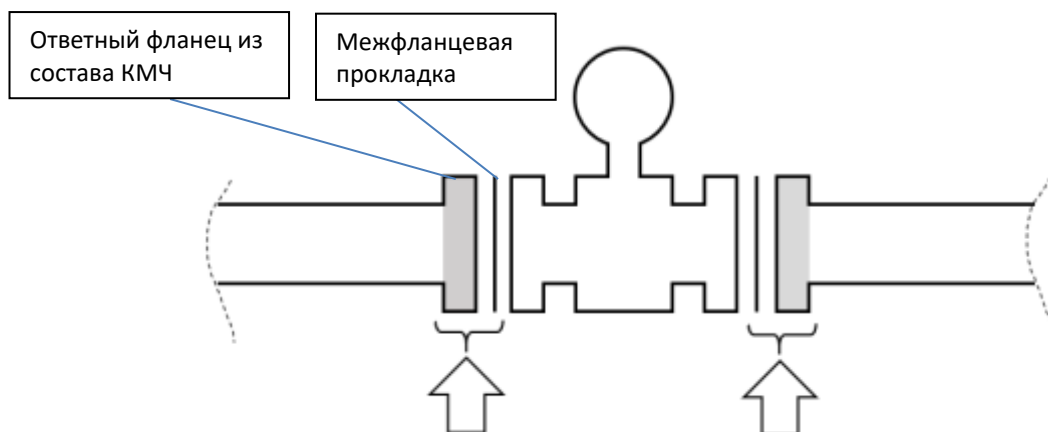 Ответный фланец из
состава КМЧ
Межфланцевая
прокладка